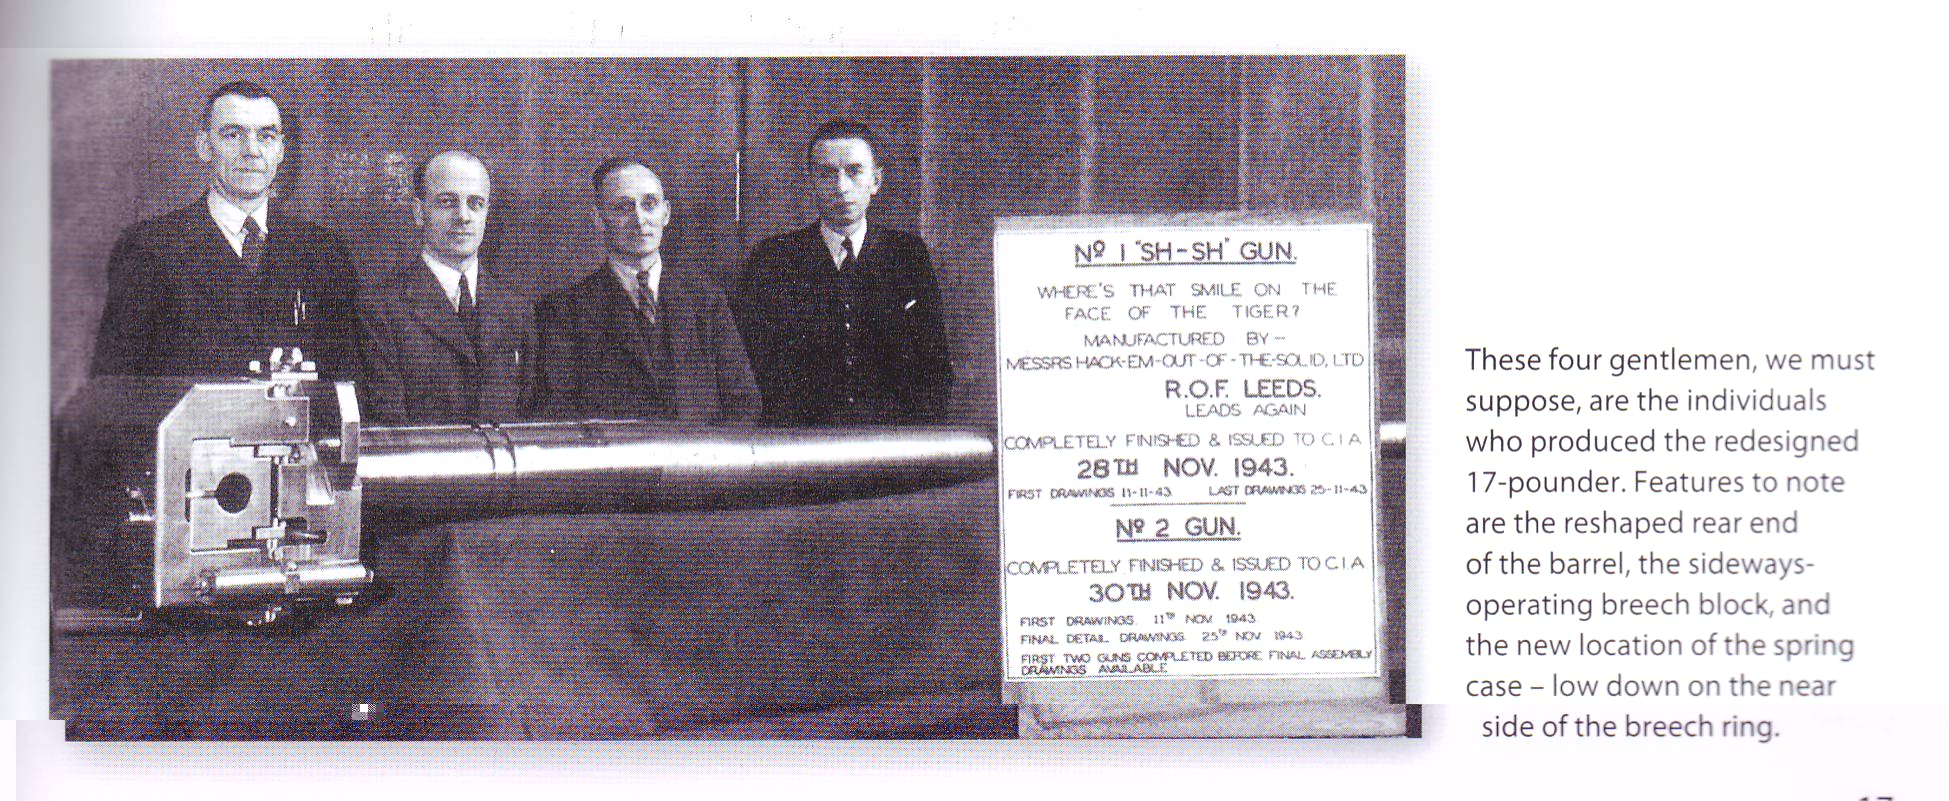 Nº 1 "SH-SH" GUN.
WHERE'S THAT SMILE ON THE
FACE OF THE TIGER?
MANUFACTURED BY -
MESSRS HACK-EM-OUT-OF-THE-SOLID, LTD
R.O.F. LEEDS.
LEADS AGAIN
COMPLETELY FINISHED & ISSUED TO C I A
28TH NOV. 1943.
FIRST DRAWINGS 11-11-43 LAST DRAWINGS 25-11-43
Nº 2 GUN.
COMPLETELY FINISHED & ISSUED TO C I A
30TH NOV. 1943.
FIRST DRAWINGS. 11TH NOV 1943.
FINAL DETAIL DRAWINGS 25TH NOV 1943
FIRST TWO GUNS COMPLETED BEFORE FINAL ASSEMBLY
DRAWINGS AVAILABLE
These four gentlemen, we must
suppose, are the individuals
who produced the redesigned
17-pounder. Features to note
are the reshaped rear end
of the barrel, the sideways-
operating breech block, and
the new location of the spring
case – low down on the near
side of the breech ring.